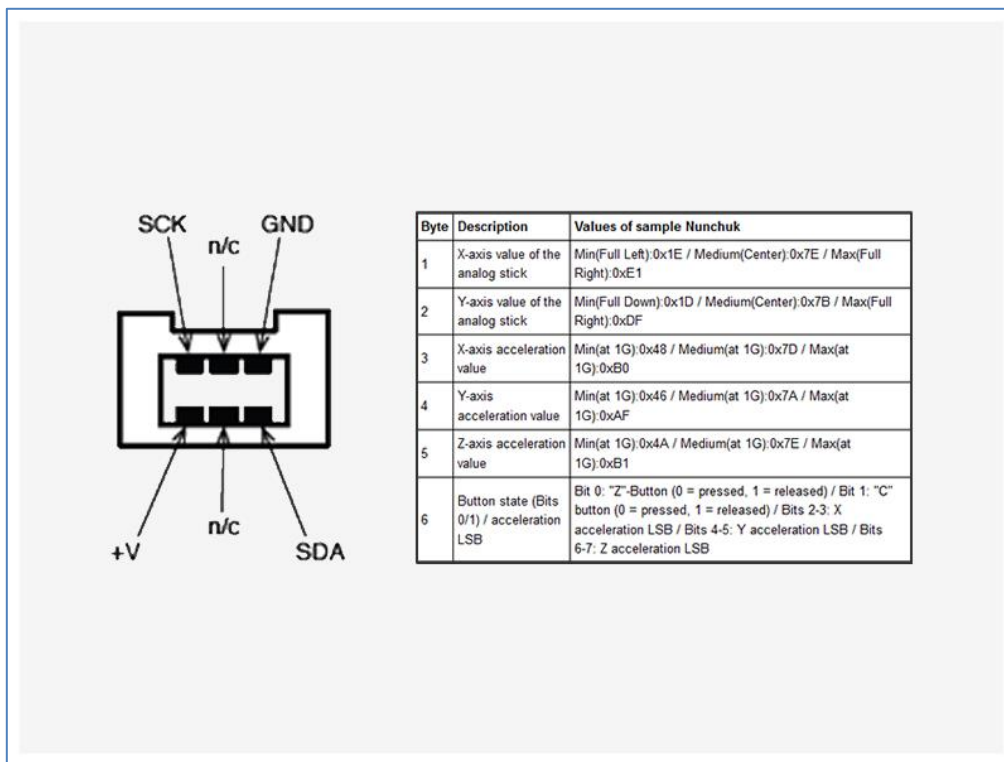 SCK
n/c
GND
+V
n/c
SDA
Byte Description Values of sample Nunchuk
1 X-axis value of the analog stick Min(Full Left):0x1E / Medium(Center):0x7E / Max(Full
Right):0xE1
2 Y-axis value of the analog stick Min(Full Down):0x1D / Medium(Center):0x7B / Max(Full
Right):0xDF
3 X-axis acceleration value Min(at 1G):0x48 / Medium(at 1G):0x7D / Max(at
1G):0xB0
4 Y-axis acceleration value Min(at 1G):0x46 / Medium(at 1G):0x7A / Max(at
1G):0xAF
5 Z-axis acceleration value Min(at 1G):0x4A / Medium(at 1G):0x7E / Max(at
1G):0xB1
6 Button state (Bits 0/1) / acceleration LSB Bit 0: "Z"-Button (0 = pressed, 1 = released) / Bit 1: "C"
button (0 = pressed, 1 = released) / Bits 2-3: X
acceleration LSB / Bits 4-5: Y acceleration LSB / Bits
6-7: Z acceleration LSB